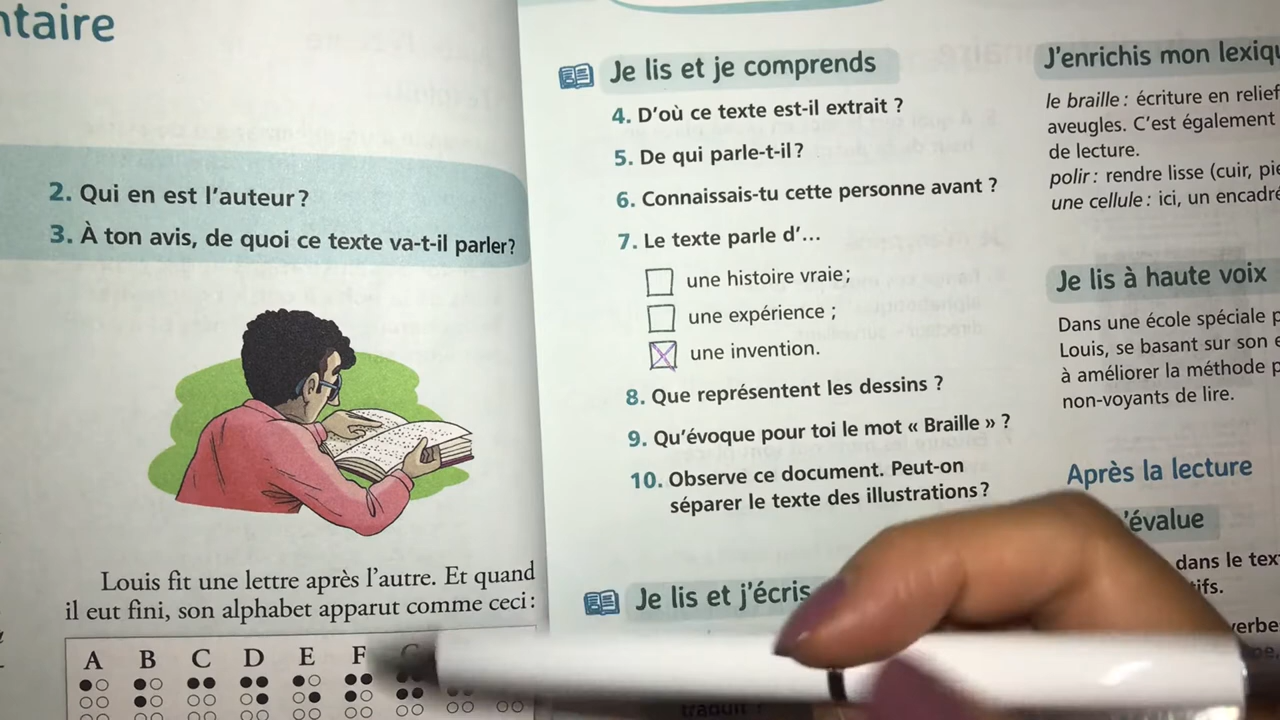 ntaire
2. Qui en est l'auteur ?
3. À ton avis, de quoi ce texte va-t-il parler?
Louis fit une lettre après l'autre. Et quand
il eut fini, son alphabet apparut comme ceci :
A B C D E F G
Je lis et je comprends
4. D'où ce texte est-il extrait ?
5. De qui parle-t-il ?
6. Connaissais-tu cette personne avant ?
7. Le texte parle d'...
une histoire vraie;
une expérience ;
une invention.
8. Que représentent les dessins ?
9. Qu'évoque pour toi le mot « Braille » ?
10. Observe ce document. Peut-on
séparer le texte des illustrations ?
Je lis et j'écris
traduit ?
J'enrichis mon lexiqu
le braille : écriture en relief
aveugles. C'est également
de lecture.
polir : rendre lisse (cuir, pie
une cellule : ici, un encadré
Je lis à haute voix
Dans une école spéciale p
Louis, se basant sur son e
à améliorer la méthode p
non-voyants de lire.
Après la lecture
'évalue
dans le tex
ifs.
verbe